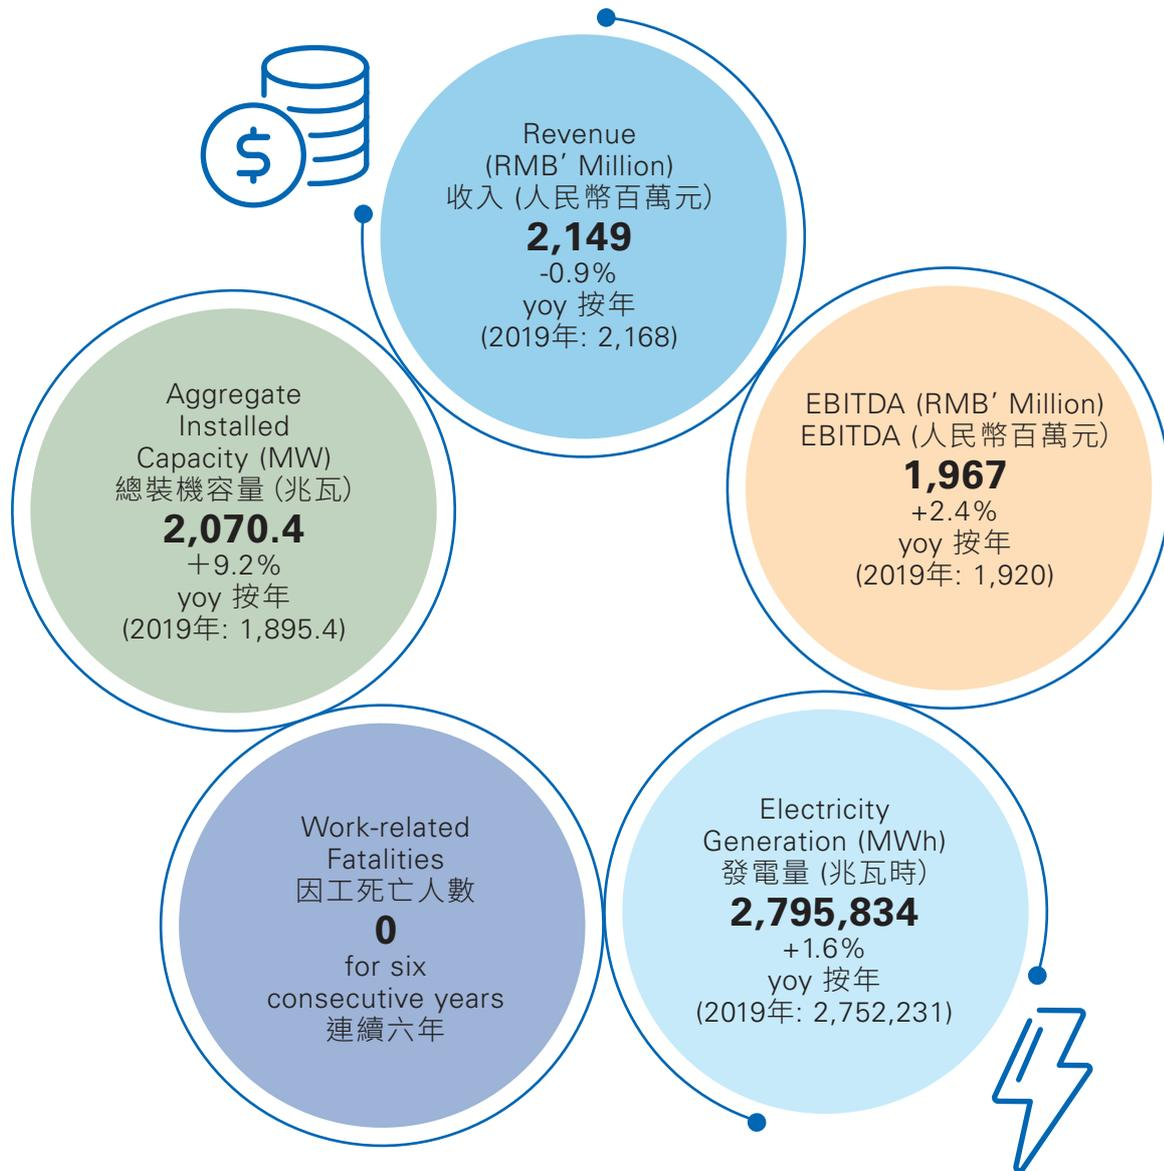 $
Revenue
(RMB’ Million)
收入 (人民幣百萬元)
2,149
-0.9%
yoy 按年
(2019年: 2,168)
Aggregate
Installed
Capacity (MW)
總裝機容量 (兆瓦)
2,070.4
+9.2%
yoy 按年
(2019年: 1,895.4)
EBITDA (RMB’ Million)
EBITDA (人民幣百萬元)
1,967
+2.4%
yoy 按年
(2019年: 1,920)
Work-related
Fatalities
因工死亡人數
0
for six
consecutive years
連續六年
Electricity
Generation (MWh)
發電量 (兆瓦時)
2,795,834
+1.6%
yoy 按年
(2019年: 2,752,231)